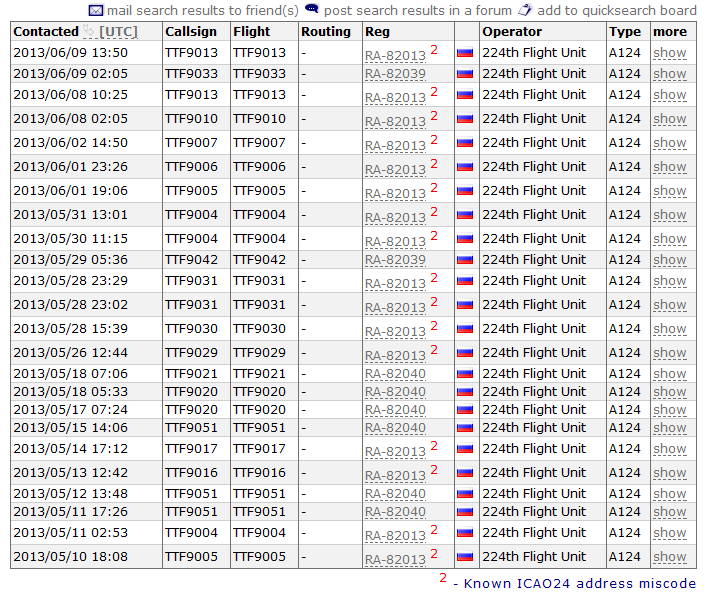 mail search results to friend(s) post search results in a forum add to quicksearch board
Contacted [UTC] Callsign Flight Routing Reg Operator Type more
2013/06/09 13:50 TTF9013 TTF9013 - RA-82013 2 224th Flight Unit A124 show
2013/06/09 02:05 TTF9033 TTF9033 - RA-82039 224th Flight Unit A124 show
2013/06/08 10:25 TTF9013 TTF9013 - RA-82013 2 224th Flight Unit A124 show
2013/06/08 02:05 TTF9010 TTF9010 - RA-82013 2 224th Flight Unit A124 show
2013/06/02 14:50 TTF9007 TTF9007 - RA-82013 2 224th Flight Unit A124 show
2013/06/01 23:26 TTF9006 TTF9006 - RA-82013 2 224th Flight Unit A124 show
2013/06/01 19:06 TTF9005 TTF9005 - RA-82013 2 224th Flight Unit A124 show
2013/05/31 13:01 TTF9004 TTF9004 - RA-82013 2 224th Flight Unit A124 show
2013/05/30 11:15 TTF9004 TTF9004 - RA-82013 2 224th Flight Unit A124 show
2013/05/29 05:36 TTF9042 TTF9042 - RA-82039 224th Flight Unit A124 show
2013/05/28 23:29 TTF9031 TTF9031 - RA-82013 2 224th Flight Unit A124 show
2013/05/28 23:02 TTF9031 TTF9031 - RA-82013 2 224th Flight Unit A124 show
2013/05/28 15:39 TTF9030 TTF9030 - RA-82013 2 224th Flight Unit A124 show
2013/05/26 12:44 TTF9029 TTF9029 - RA-82013 2 224th Flight Unit A124 show
2013/05/18 07:06 TTF9021 TTF9021 - RA-82040 224th Flight Unit A124 show
2013/05/18 05:33 TTF9020 TTF9020 - RA-82040 224th Flight Unit A124 show
2013/05/17 07:24 TTF9020 TTF9020 - RA-82040 224th Flight Unit A124 show
2013/05/15 14:06 TTF9051 TTF9051 - RA-82040 224th Flight Unit A124 show
2013/05/14 17:12 TTF9017 TTF9017 - RA-82013 2 224th Flight Unit A124 show
2013/05/13 12:42 TTF9016 TTF9016 - RA-82013 2 224th Flight Unit A124 show
2013/05/12 13:48 TTF9051 TTF9051 - RA-82040 224th Flight Unit A124 show
2013/05/11 17:26 TTF9051 TTF9051 - RA-82040 224th Flight Unit A124 show
2013/05/11 02:53 TTF9004 TTF9004 - RA-82013 2 224th Flight Unit A124 show
2013/05/10 18:08 TTF9005 TTF9005 - RA-82013 2 224th Flight Unit A124 show
2 - Known ICAO24 address miscode